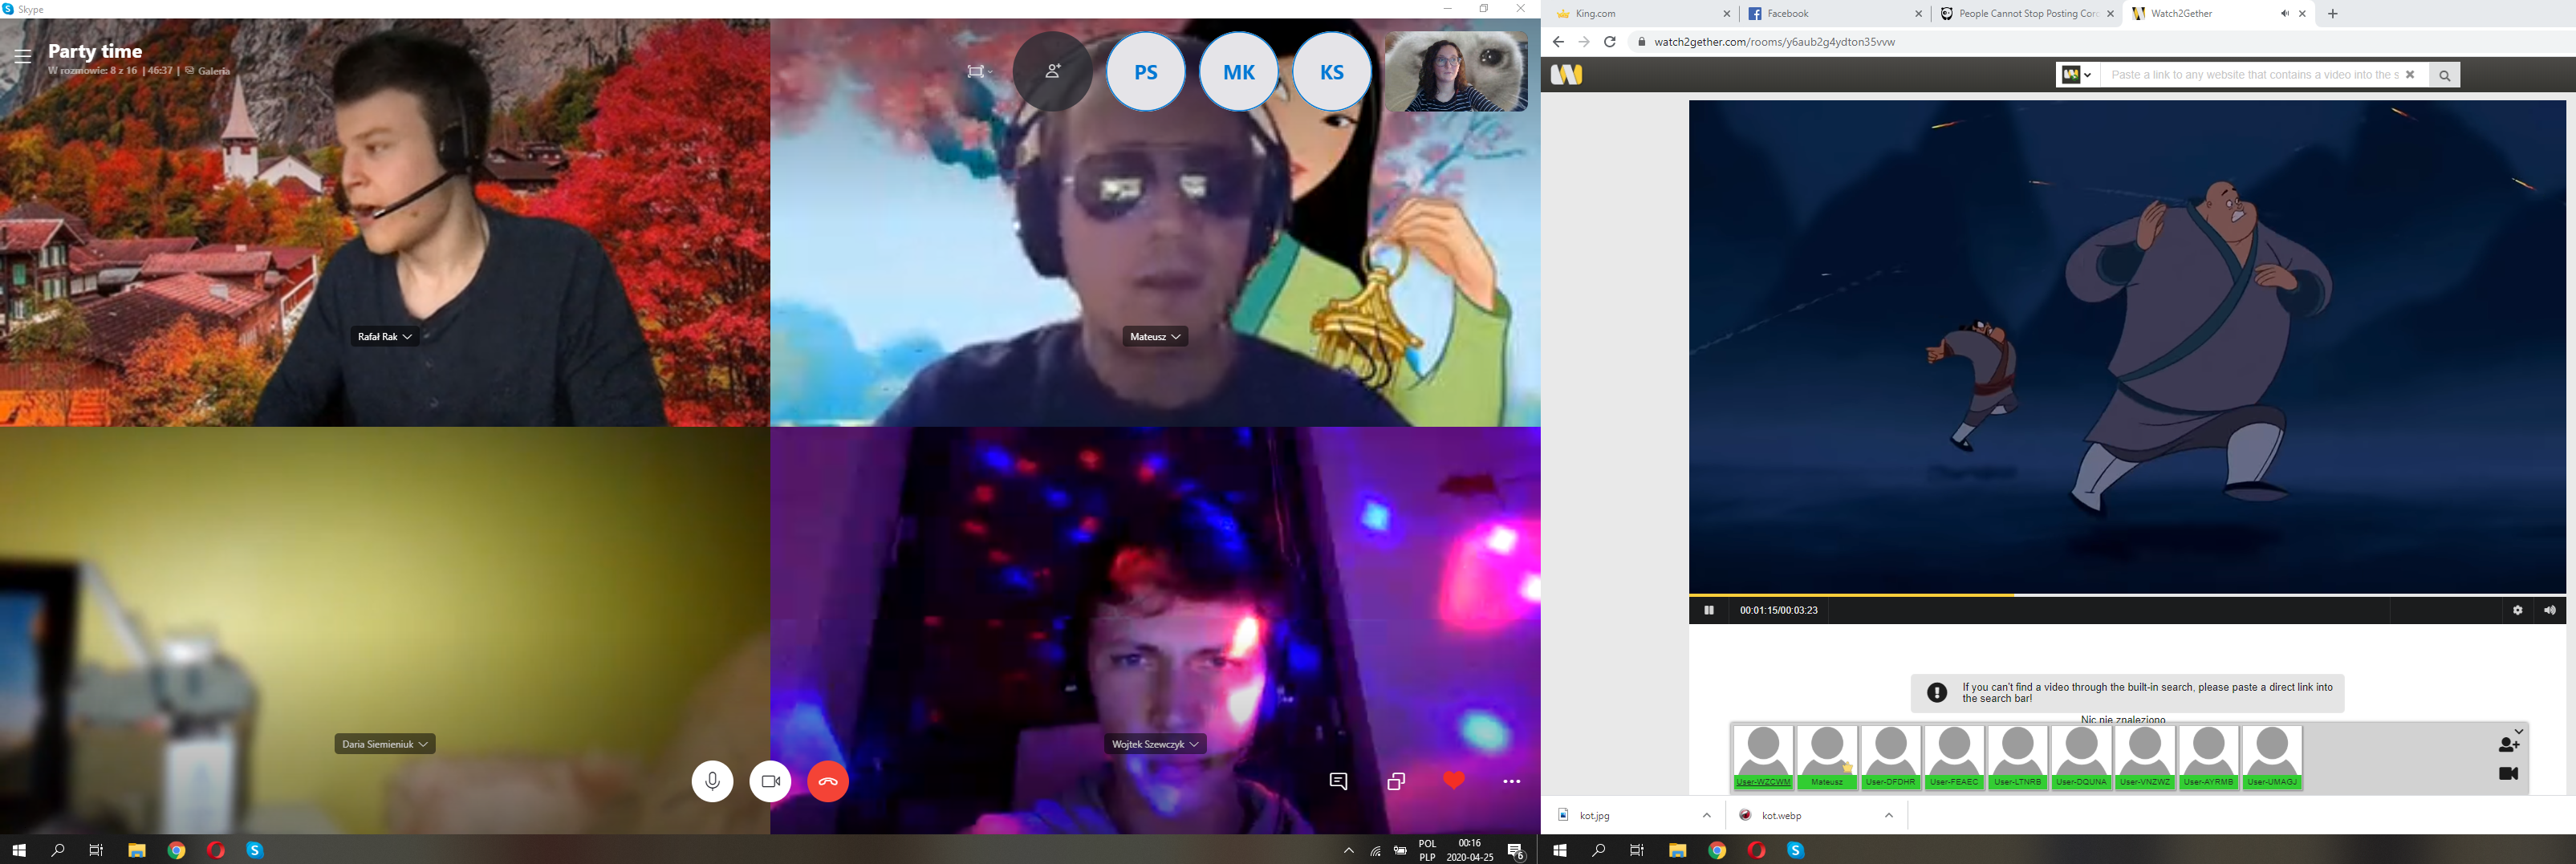 Skype
Party time
W rozmowie: 8 z 16 | 46:37 | Galeria
PS
MK
KS
Rafał Rak
Mateusz
Daria Siemieniuk
Wojtek Szewczyk
POL
PLP
00:16
2020-04-25
6
King.com
Facebook
People Cannot Stop Posting Coro
Watch2Gether
watch2gether.com/rooms/y6aub2g4ydton35vvw
Paste a link to any website that contains a video into the s
00:01:15/00:03:23
If you can't find a video through the built-in search, please paste a direct link into
the search bar!
Nic nie znaleziono
User-WZCWM
Mateusz
User-DFDHR
User-FEAEC
User-LTNRB
User-DQUNA
User-VNZWZ
User-AYRMB
User-UMAGJ
kot.jpg
kot.webp